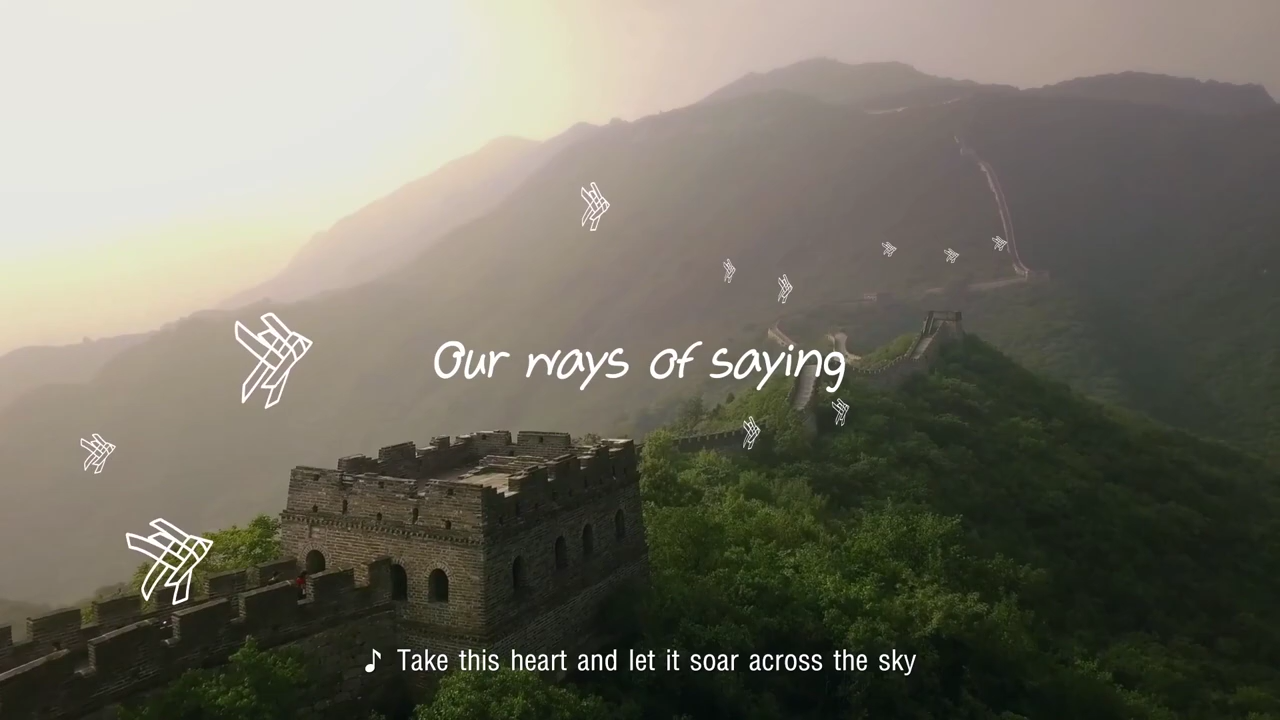 Our ways of saying
♪ Take this heart and let it soar across the sky